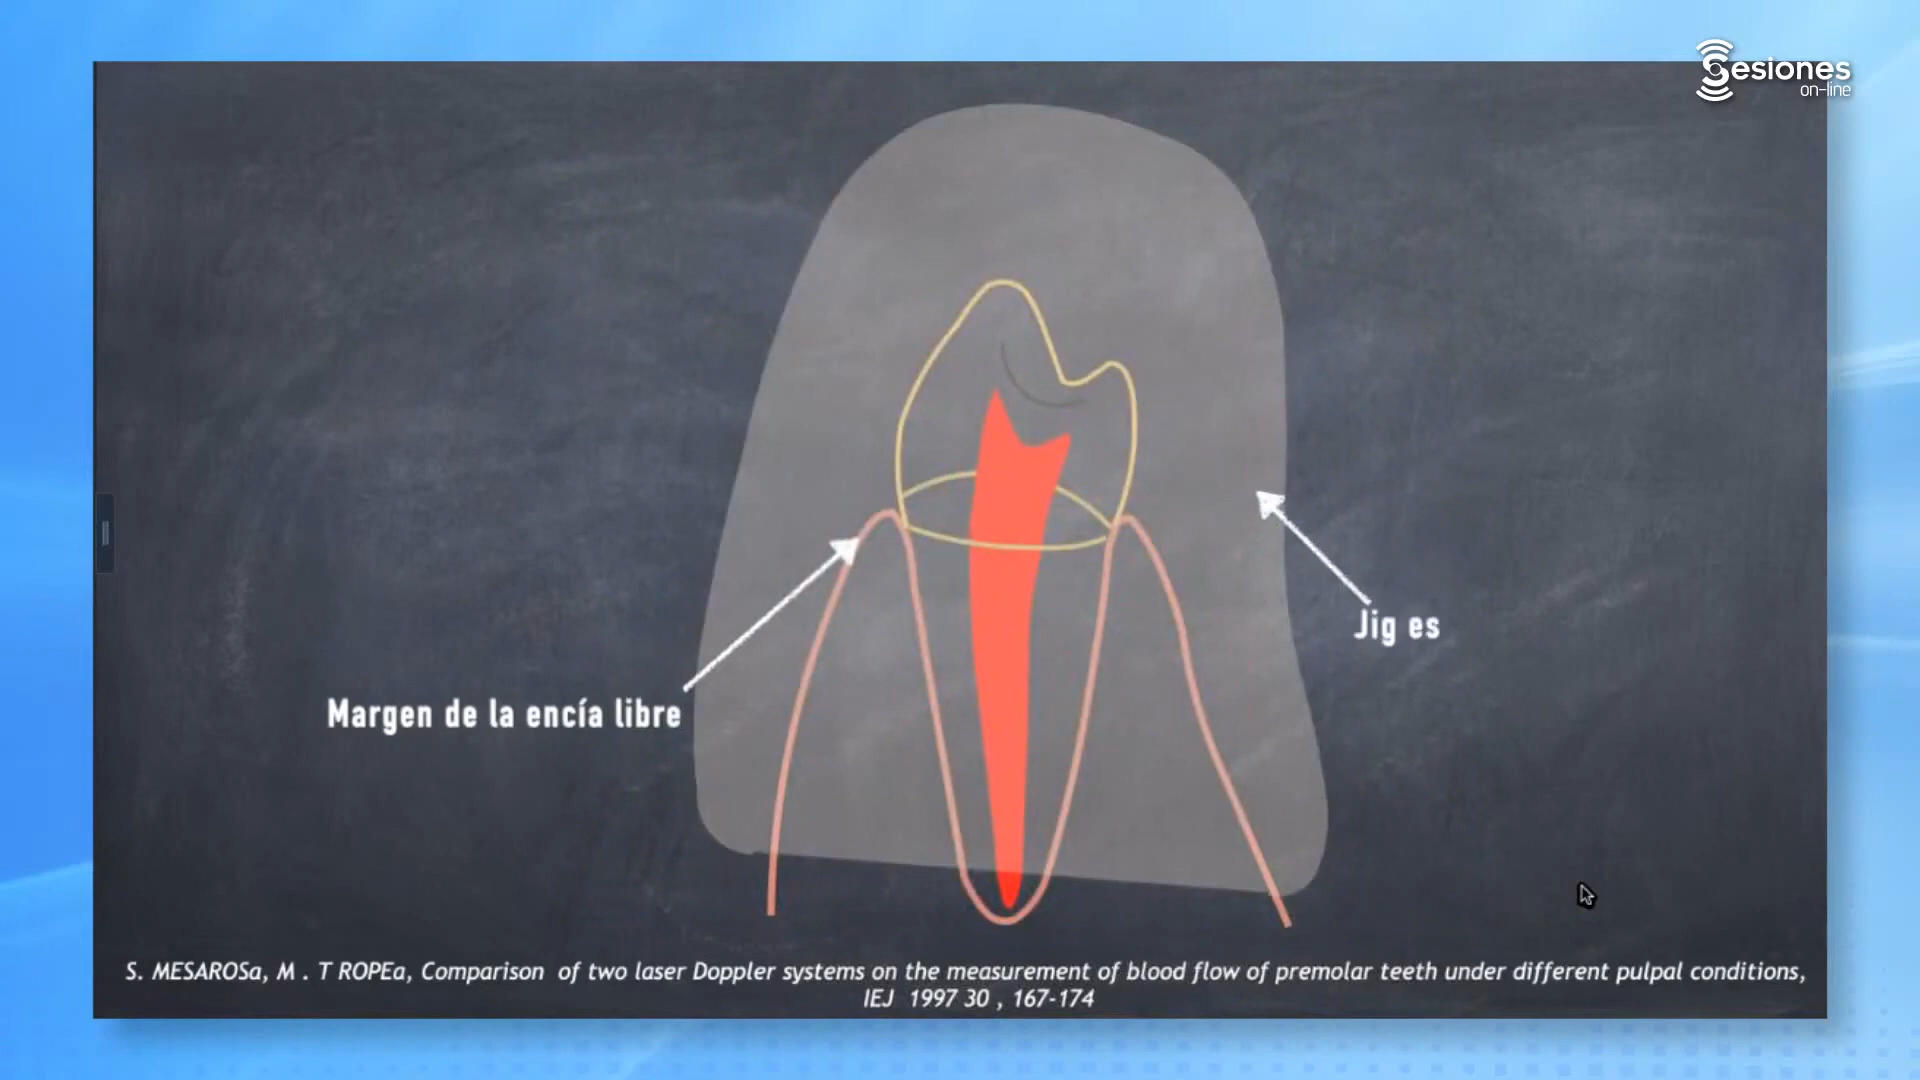 Sesiones
on-line
Jig es
Margen de la encía libre
S. MESAROSa, M . T ROPEa, Comparison of two laser Doppler systems on the measurement of blood flow of premolar teeth under different pulpal conditions,
IEJ 1997 30 , 167-174